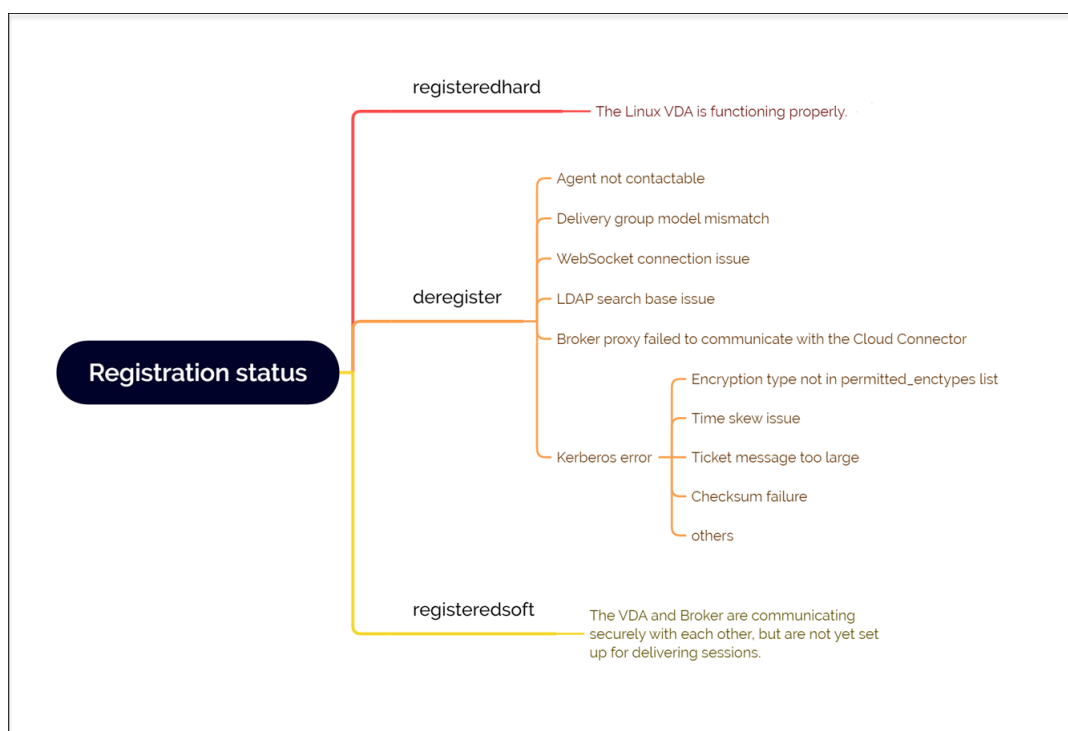 registeredhard
The Linux VDA is functioning properly.
Agent not contactable
Delivery group model mismatch
WebSocket connection issue
deregister
LDAP search base issue
Broker proxy failed to communicate with the Cloud Connector
Registration status
Encryption type not in permitted_enctypes list
Time skew issue
Kerberos error
Ticket message too large
Checksum failure
others
registeredsoft
The VDA and Broker are communicating
securely with each other, but are not yet set
up for delivering sessions.